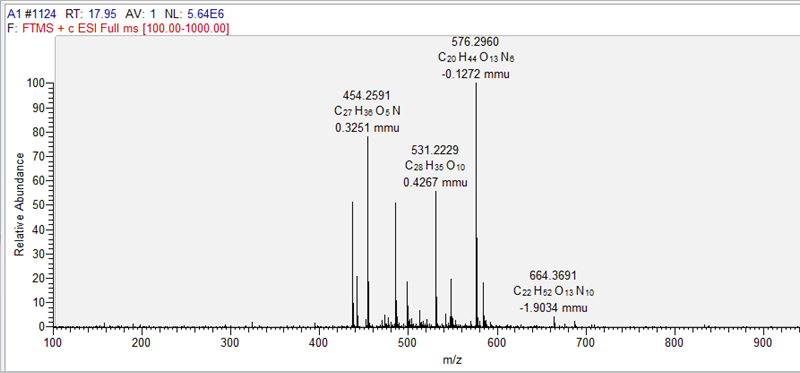 A1 #1124 RT: 17.95 AV: 1 NL: 5.64E6
F: FTMS + c ESI Full ms [100.00-1000.00]
576.2960
C20 H44 O13 N6
-0.1272 mmu
454.2591
C27 H36 O5 N
0.3251 mmu
531.2229
C28 H35 O10
0.4267 mmu
664.3691
C22 H52 O13 N10
-1.9034 mmu
Relative Abundance
100
90
80
70
60
50
40
30
20
10
0
100 200 300 400 500 600 700 800 900
m/z